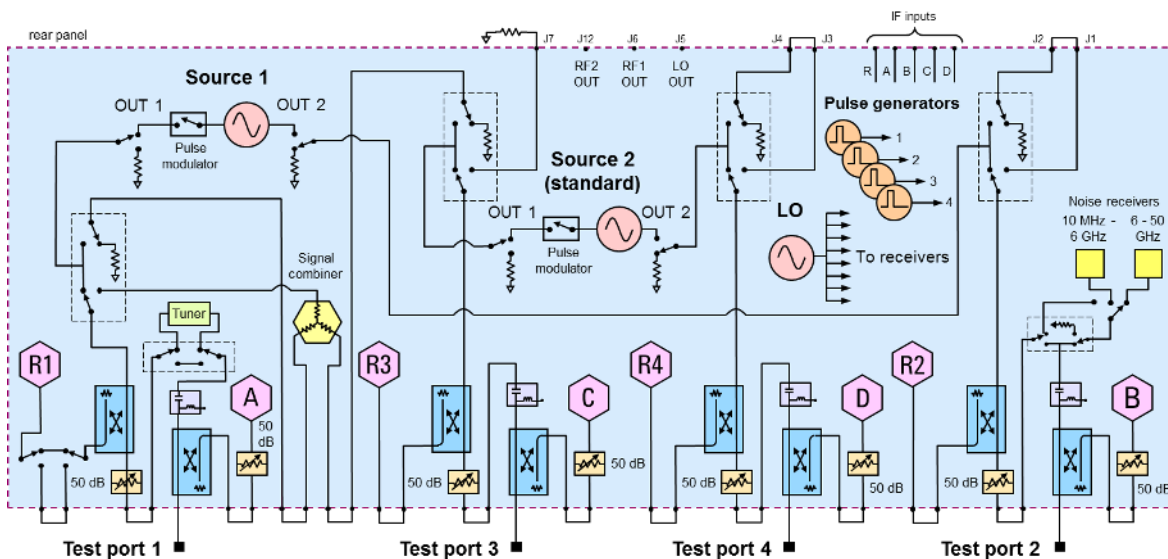 rear panel
J7
J12
J6
J5
J4
J3
IF inputs
J2
J1
RF2 OUT
RF1 OUT
LO OUT
R
A
B
C
D
Source 1
OUT 1
OUT 2
Pulse modulator
Pulse generators
1
2
3
4
Source 2
(standard)
OUT 1
OUT 2
Pulse modulator
LO
To receivers
Noise receivers
10 MHz -
6 GHz
6 - 50
GHz
Signal
combiner
Tuner
R1
A
R3
C
R4
D
R2
B
50
dB
50 dB
50 dB
50 dB
50 dB
50 dB
50 dB
50 dB
Test port 1
Test port 3
Test port 4
Test port 2